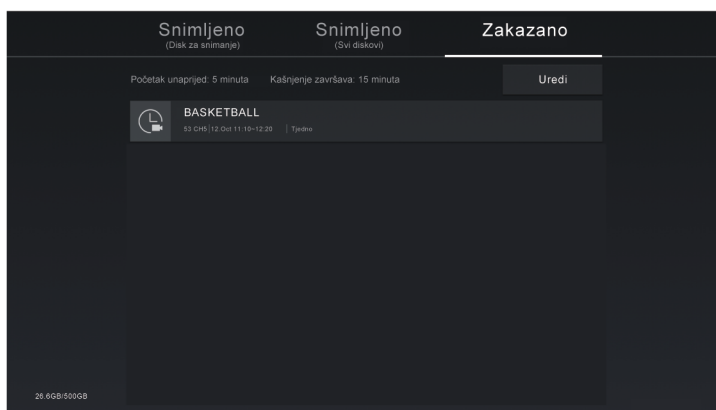 Snimljeno Snimljeno Zakazano
(Disk za snimanje) (Svi diskovi)
Početak unaprijed: 5 minuta Kašnjenje završava: 15 minuta Uredi
BASKETBALL
53 CH5 | 12.Oct 11:10~12:20 | Tjedno
26.6GB/500GB